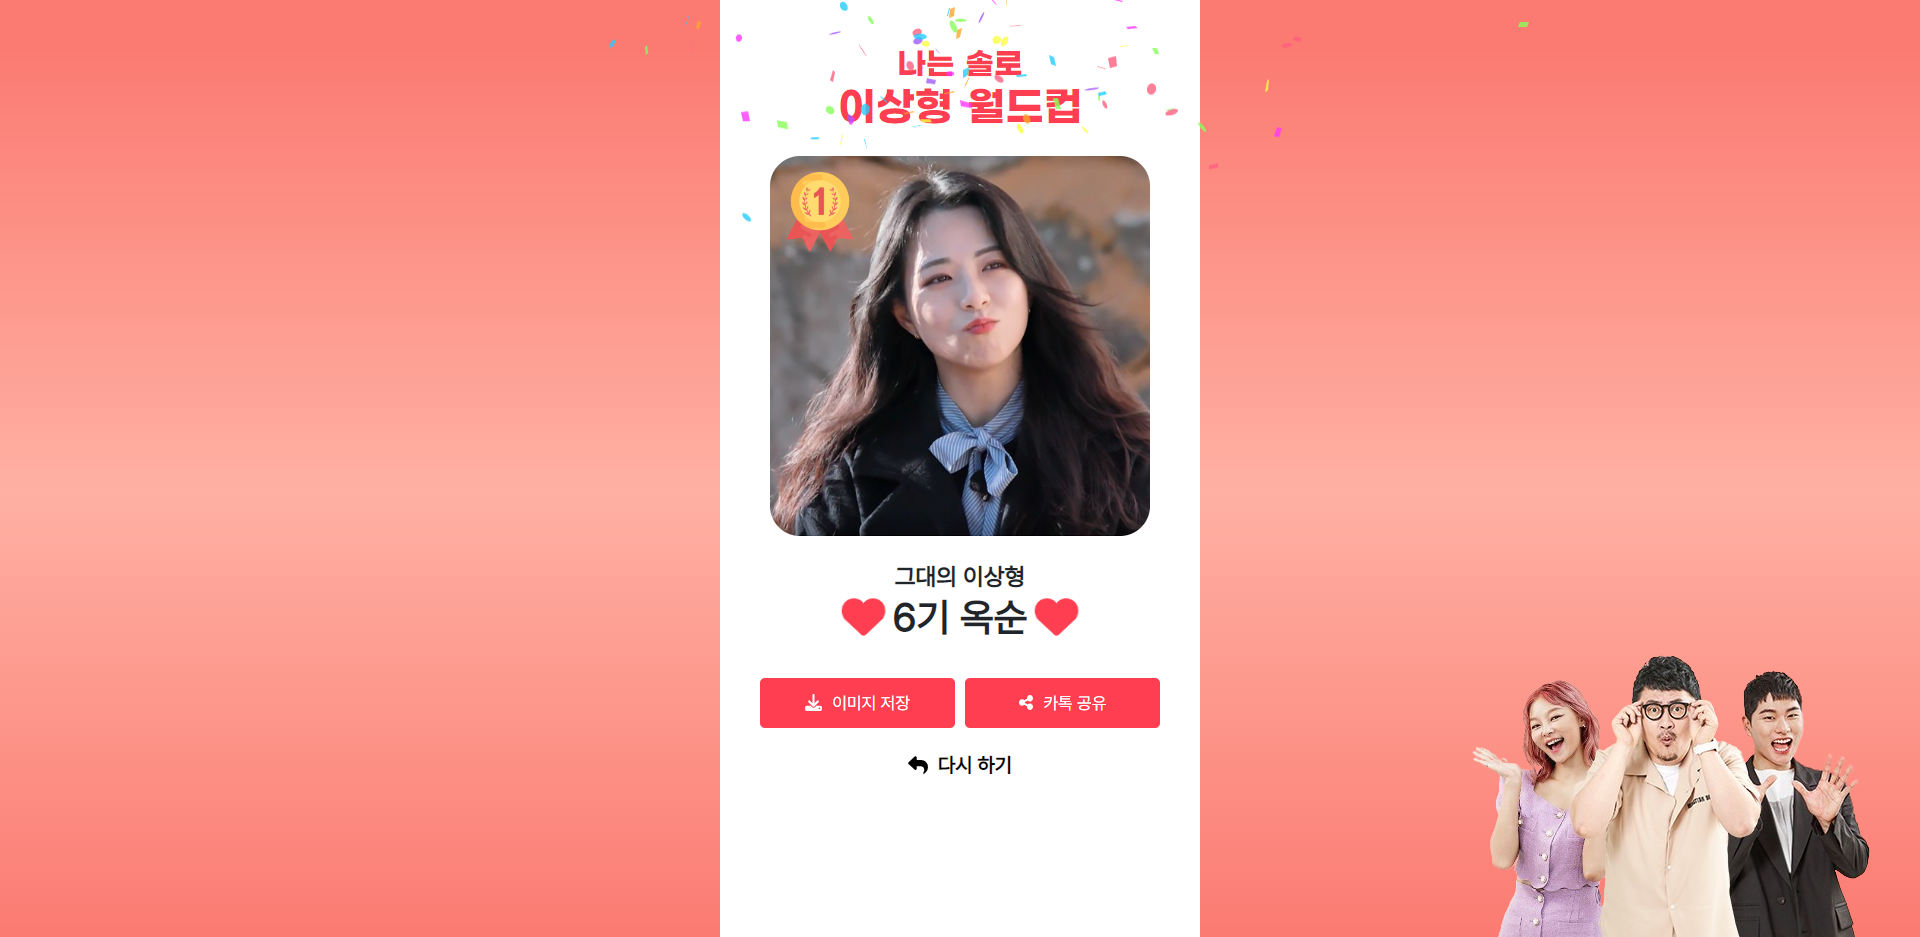 나는 솔로
이상형 월드컵
1
그대의 이상형
6기 옥순
이미지 저장
카톡 공유
다시 하기